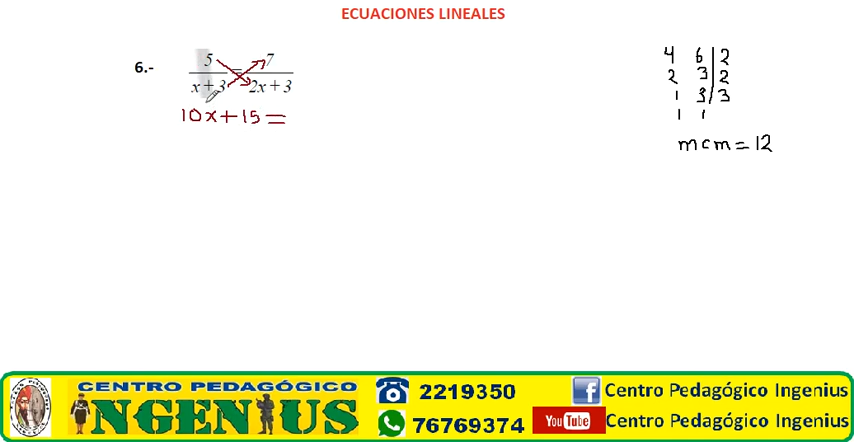 ECUACIONES LINEALES
6.- 5/(x + 3) = 7/(2x + 3)
10x + 15 =
4 6 | 2
2 3 | 2
1 3 | 3
1 1
mcm = 12
CENTRO PEDAGÓGICO
INGENIUS
2219350
76769374
Centro Pedagógico Ingenius
YouTube Centro Pedagógico Ingenius